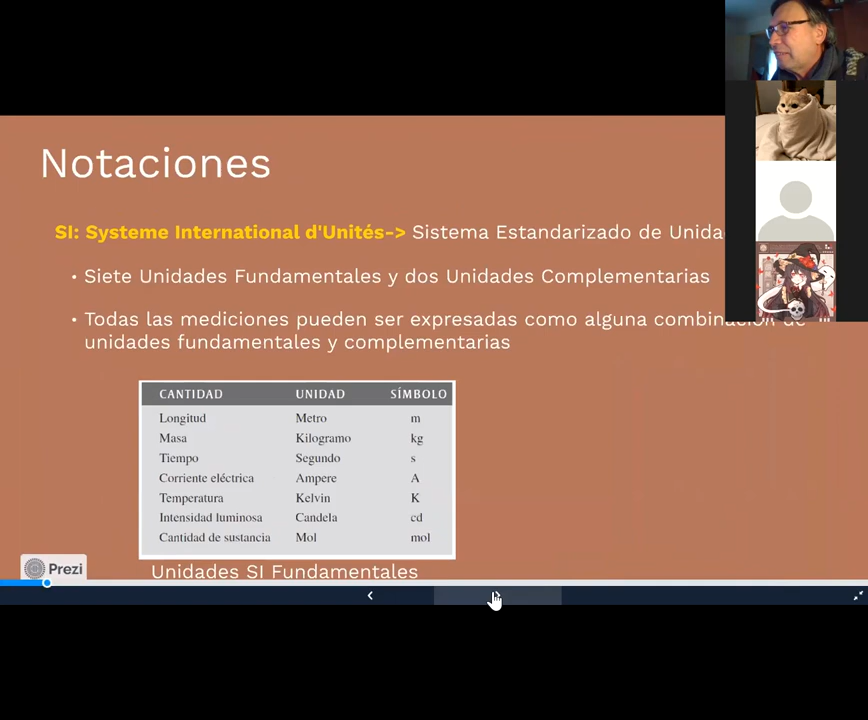 Notaciones
SI: Systeme International d'Unités-> Sistema Estandarizado de
• Siete Unidades Fundamentales y dos Unidades Complementarias
• Todas las mediciones pueden ser expresadas como alguna combinación de
unidades fundamentales y complementarias
CANTIDAD UNIDAD SÍMBOLO
Longitud Metro m
Masa Kilogramo kg
Tiempo Segundo s
Corriente eléctrica Ampere A
Temperatura Kelvin K
Intensidad luminosa Candela cd
Cantidad de sustancia Mol mol
Prezi
Unidades SI Fundamentales